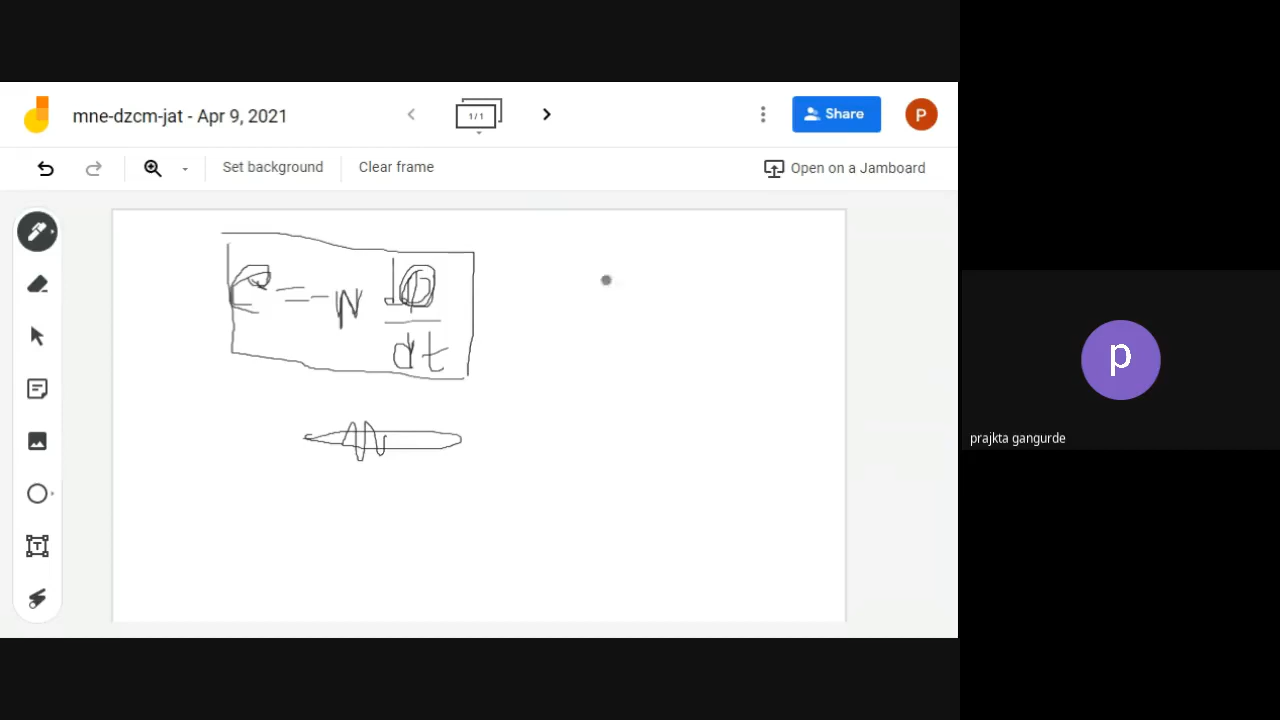 mne-dzcm-jat - Apr 9, 2021
1/1
Share
P
Set background
Clear frame
Open on a Jamboard
e = -N dΦ
dt
T
p
prajkta gangurde